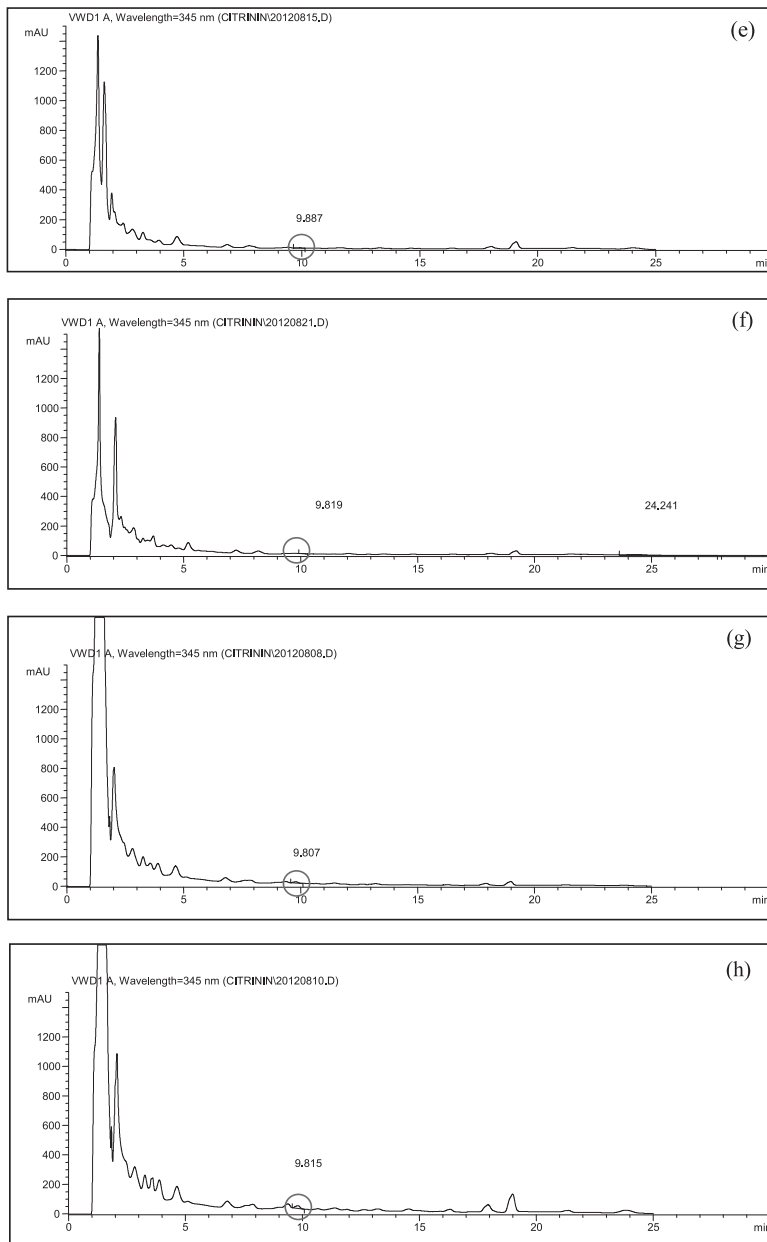 VWD1 A, Wavelength=345 nm (CITRININ\20120815.D)
(e)
mAU
1200
1000
800
600
400
200
0
9.887
0 5 10 15 20 25 min
VWD1 A, Wavelength=345 nm (CITRININ\20120821.D)
(f)
mAU
1200
1000
800
600
400
200
0
9.819 24.241
0 5 10 15 20 25 min
VWD1 A, Wavelength=345 nm (CITRININ\20120808.D)
(g)
mAU
1200
1000
800
600
400
200
0
9.807
0 5 10 15 20 25 min
VWD1 A, Wavelength=345 nm (CITRININ\20120810.D)
(h)
mAU
1200
1000
800
600
400
200
0
9.815
0 5 10 15 20 25 min